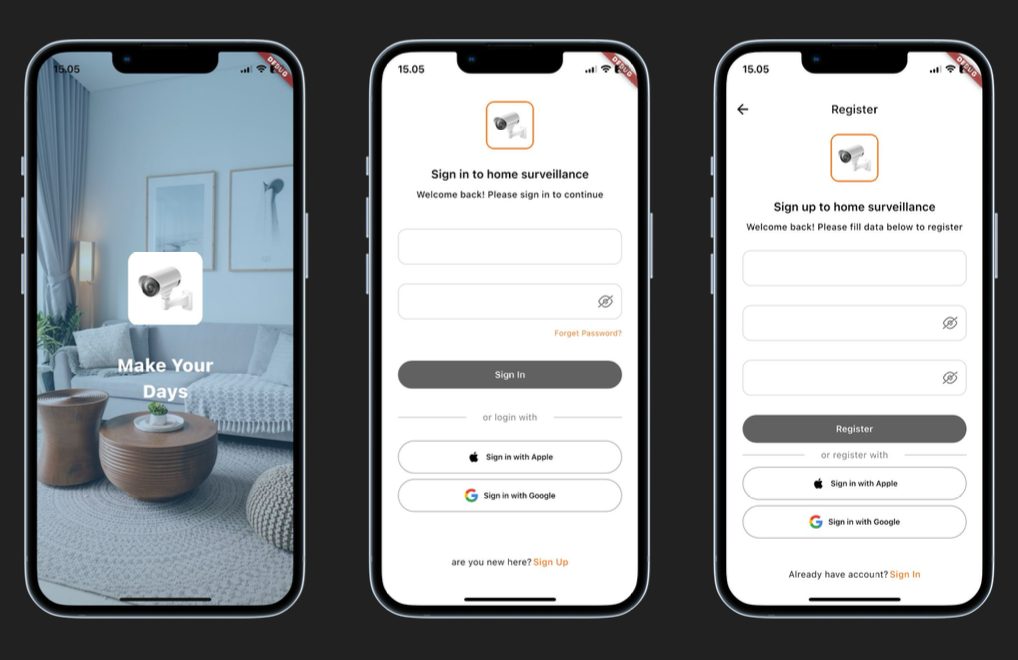 15.05
DEBUG
Make Your
Days
15.05
DEBUG
Sign in to home surveillance
Welcome back! Please sign in to continue
Forget Password?
Sign In
or login with
Sign in with Apple
Sign in with Google
are you new here? Sign Up
15.05
DEBUG
Register
Sign up to home surveillance
Welcome back! Please fill data below to register
Register
or register with
Sign in with Apple
Sign in with Google
Already have account? Sign In